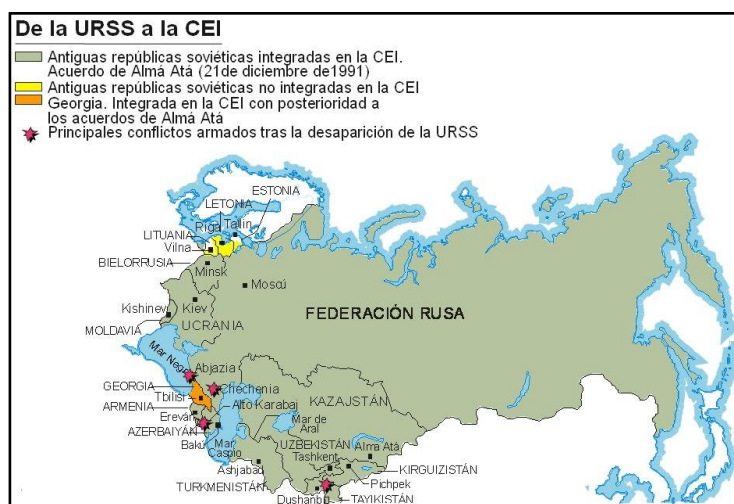 De la URSS a la CEI
Antiguas repúblicas soviéticas integradas en la CEI.
Acuerdo de Almá Atá (21de diciembre de1991)
Antiguas repúblicas soviéticas no integradas en la CEI
Georgia. Integrada en la CEI con posterioridad a
los acuerdos de Almá Atá
Principales conflictos armados tras la desaparición de la URSS
ESTONIA
LETONIA
Riga Tallín
LITUANIA
Vilna
BIELORRUSIA
Minsk
Moscú
Kishinev
Kiev
UCRANIA
MOLDAVIA
FEDERACIÓN RUSA
Mar Negro
Abjazia
GEORGIA
Chechenia
Tbilisi
ARMENIA
Alto Karabaj
KAZAJSTÁN
Ereván
Mar de
Aral
AZERBAIYÁN
Bakú
Mar
Caspio
UZBEKISTÁN
Tashkent
Alma Atá
Ashjabad
KIRGUIZISTÁN
TURKMENISTÁN
Pichpek
Dushanbé
TAYIKISTÁN